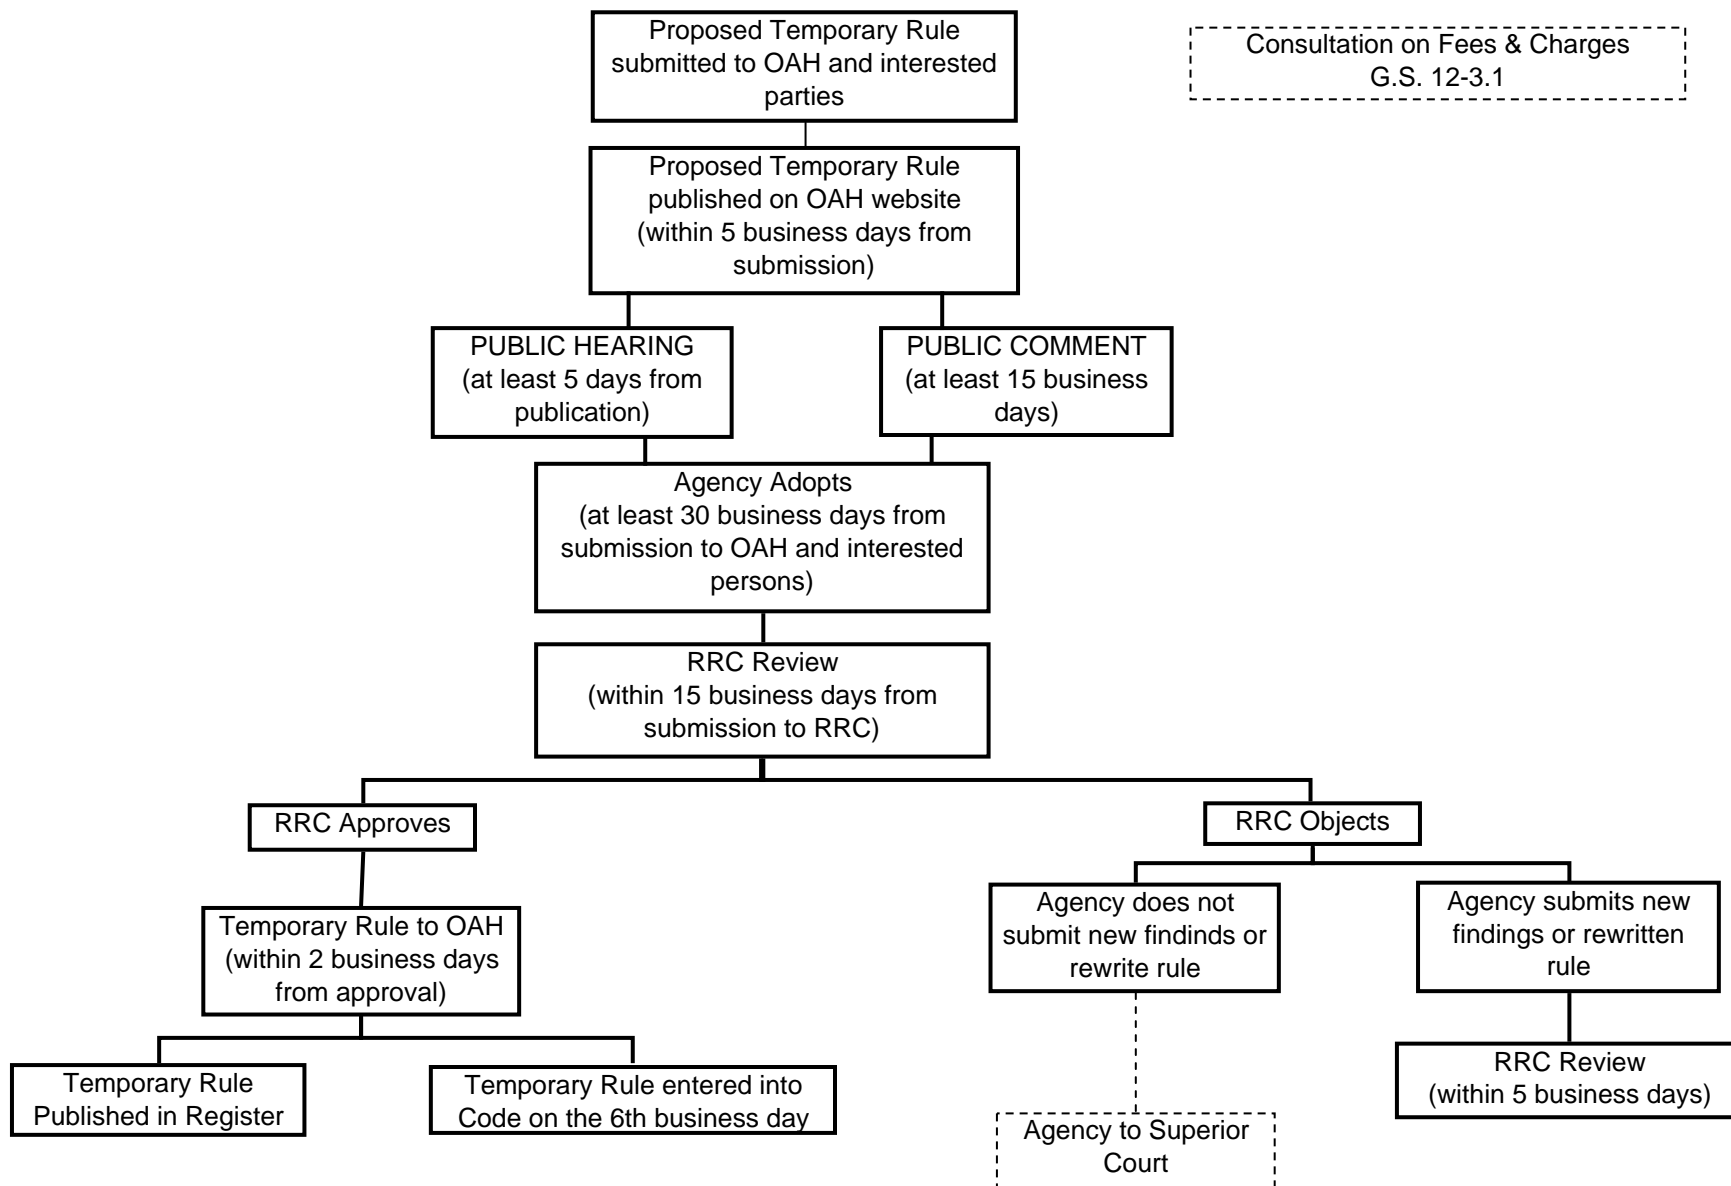 Proposed Temporary Rule
submitted to OAH and interested
parties
Consultation on Fees & Charges
G.S. 12-3.1
Proposed Temporary Rule
published on OAH website
(within 5 business days from
submission)
PUBLIC HEARING
(at least 5 days from
publication)
PUBLIC COMMENT
(at least 15 business
days)
Agency Adopts
(at least 30 business days from
submission to OAH and interested
persons)
RRC Review
(within 15 business days from
submission to RRC)
RRC Approves
RRC Objects
Temporary Rule to OAH
(within 2 business days
from approval)
Agency does not
submit new findinds or
rewrite rule
Agency submits new
findings or rewritten
rule
Temporary Rule
Published in Register
Temporary Rule entered into
Code on the 6th business day
RRC Review
(within 5 business days)
Agency to Superior
Court